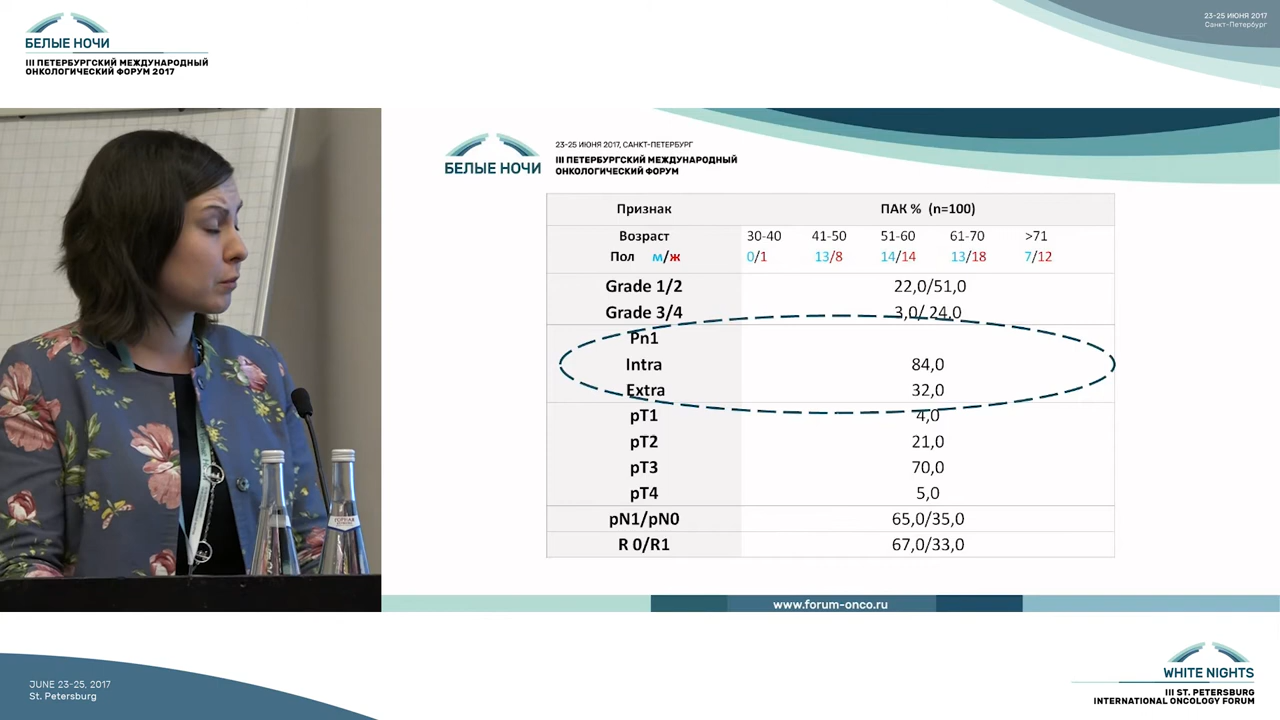 БЕЛЫЕ НОЧИ
III ПЕТЕРБУРГСКИЙ МЕЖДУНАРОДНЫЙ
ОНКОЛОГИЧЕСКИЙ ФОРУМ 2017
23-25 ИЮНЯ 2017
Санкт-Петербург
БЕЛЫЕ НОЧИ
23-25 ИЮНЯ 2017, САНКТ-ПЕТЕРБУРГ
III ПЕТЕРБУРГСКИЙ МЕЖДУНАРОДНЫЙ
ОНКОЛОГИЧЕСКИЙ ФОРУМ
Признак ПАК % (n=100)
Возраст 30-40 41-50 51-60 61-70 >71
Пол м/ж 0/1 13/8 14/14 13/18 7/12
Grade 1/2 22,0/51,0
Grade 3/4 3,0/ 24,0
Pn1
Intra 84,0
Extra 32,0
pT1 4,0
pT2 21,0
pT3 70,0
pT4 5,0
pN1/pN0 65,0/35,0
R 0/R1 67,0/33,0
www.forum-onco.ru
JUNE 23-25, 2017
St. Petersburg
WHITE NIGHTS
III ST. PETERSBURG
INTERNATIONAL ONCOLOGY FORUM